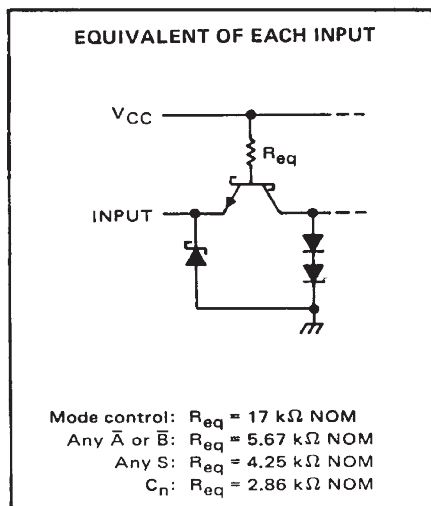 EQUIVALENT OF EACH INPUT
VCC
Req
INPUT
Mode control: Req = 17 kΩ NOM
Any A̅ or B̅: Req = 5.67 kΩ NOM
Any S: Req = 4.25 kΩ NOM
Cn: Req = 2.86 kΩ NOM